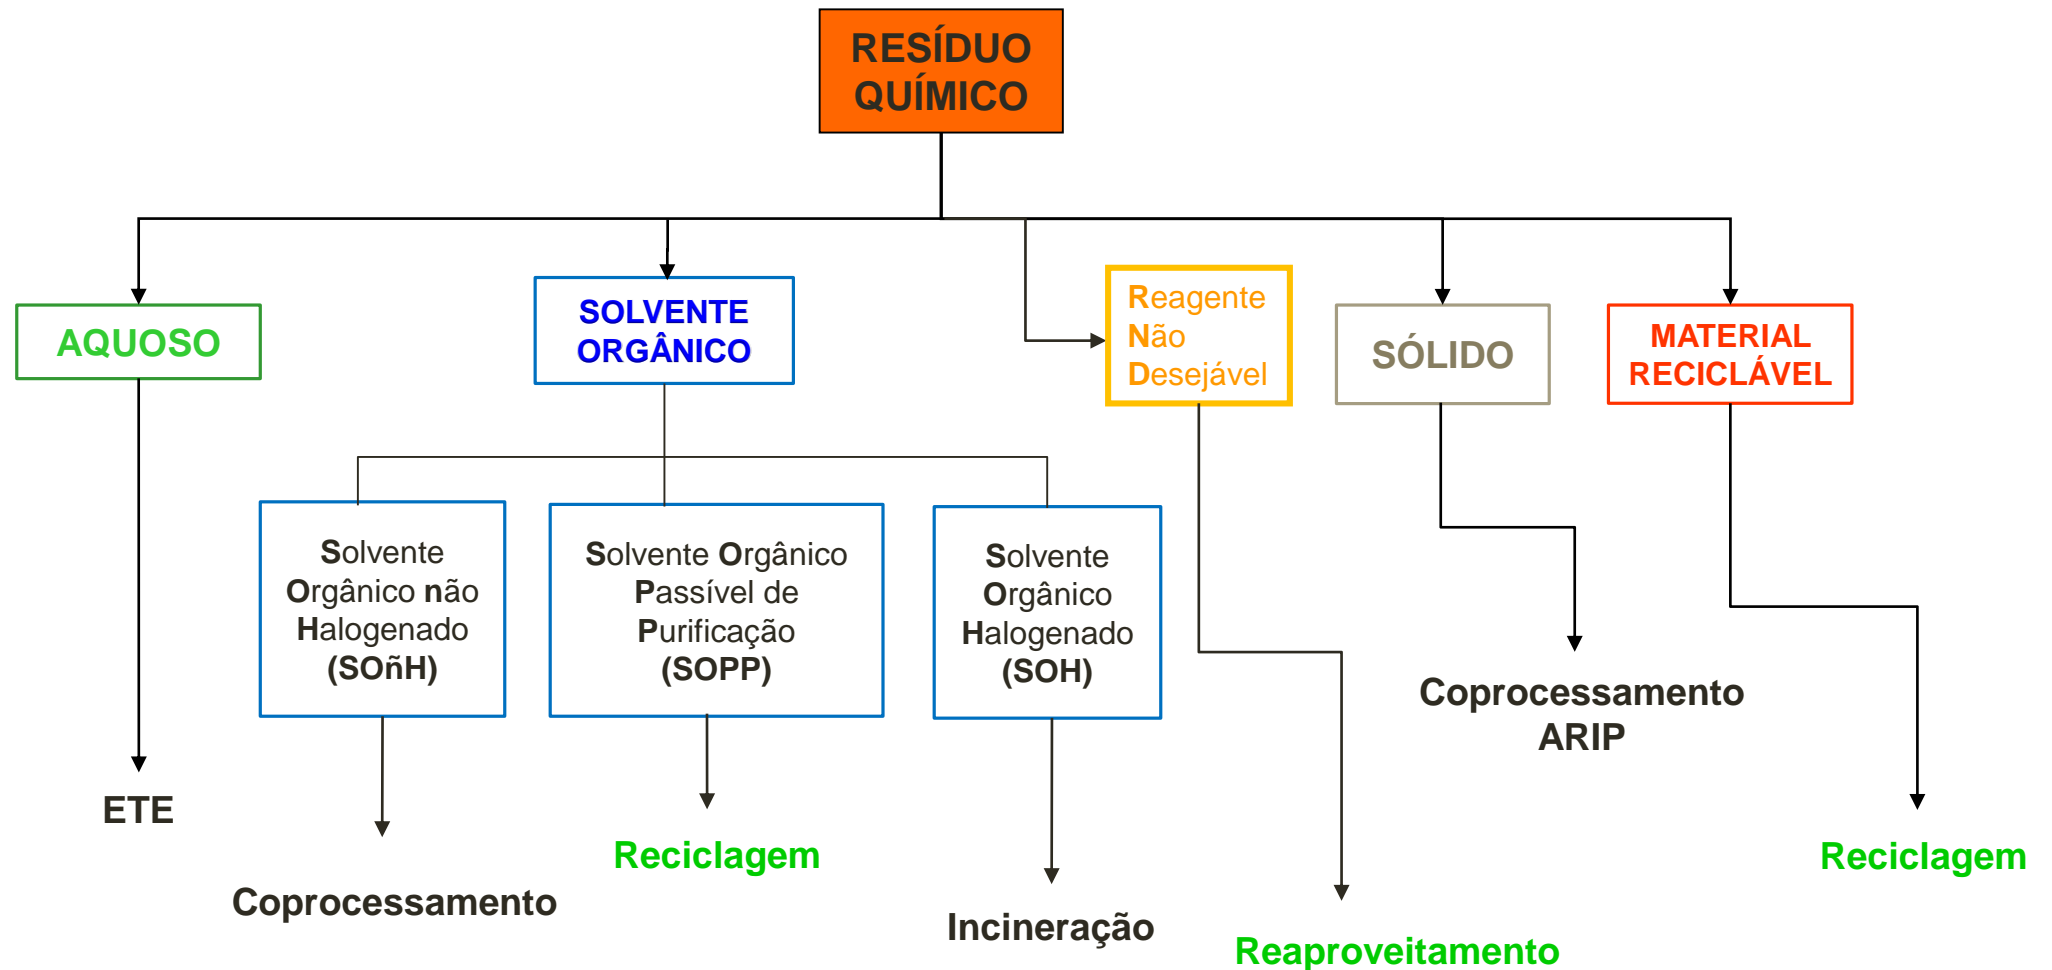 RESÍDUO
QUÍMICO
AQUOSO
SOLVENTE
ORGÂNICO
Reagente
Não
Desejável
SÓLIDO
MATERIAL
RECICLÁVEL
Solvente
Orgânico não
Halogenado
(SOñH)
Solvente Orgânico
Passível de
Purificação
(SOPP)
Solvente
Orgânico
Halogenado
(SOH)
ETE
Coprocessamento
Reciclagem
Incineração
Reaproveitamento
Coprocessamento
ARIP
Reciclagem